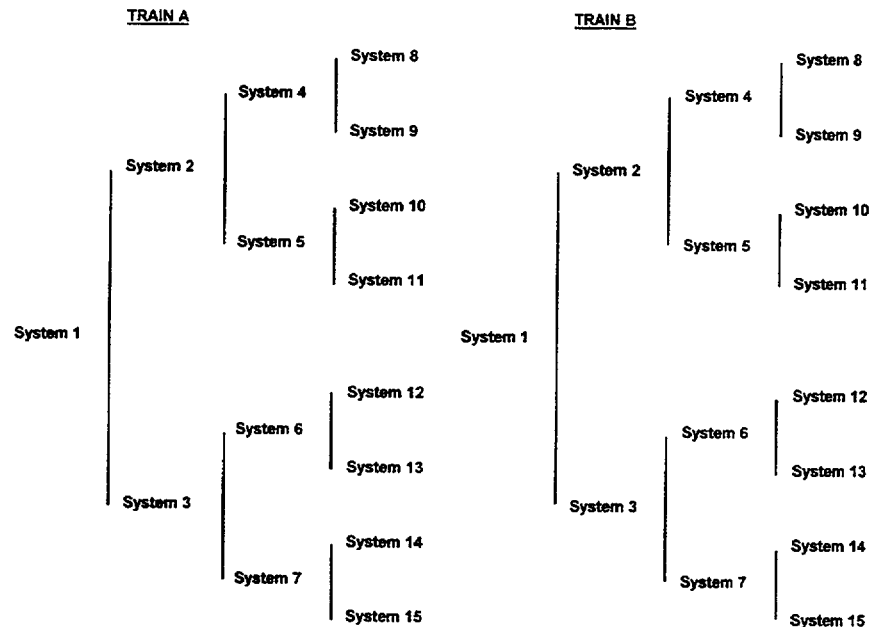 TRAIN A
System 8
System 4
System 9
System 2
System 10
System 5
System 11
System 1
System 12
System 6
System 13
System 3
System 14
System 7
System 15
TRAIN B
System 8
System 4
System 9
System 2
System 10
System 5
System 11
System 1
System 12
System 6
System 13
System 3
System 14
System 7
System 15